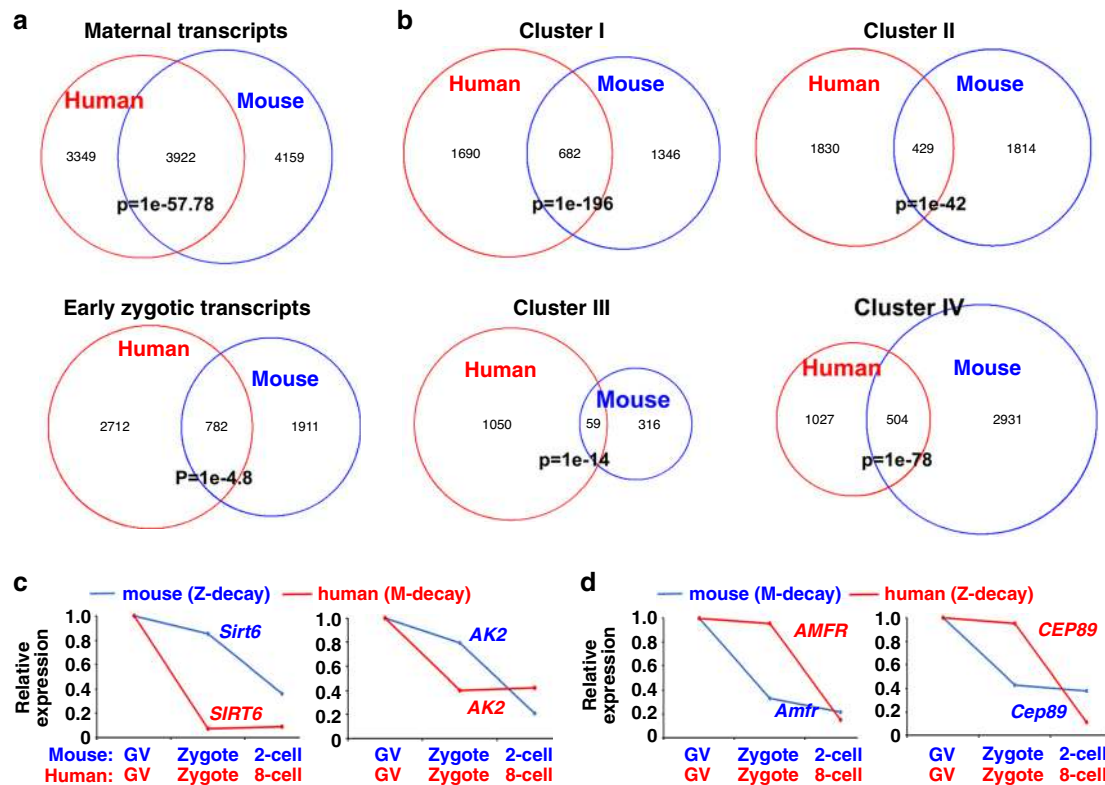 a
Maternal transcripts
Human
Mouse
3349
3922
4159
p=1e-57.78
Early zygotic transcripts
Human
Mouse
2712
782
1911
P=1e-4.8
b
Cluster I
Human
Mouse
1690
682
1346
p=1e-196
Cluster II
Human
Mouse
1830
429
1814
p=1e-42
Cluster III
Human
Mouse
1050
59
316
p=1e-14
Cluster IV
Human
Mouse
1027
504
2931
p=1e-78
c
mouse (Z-decay)
human (M-decay)
Relative expression
1.0
0.8
0.6
0.4
0.2
0
Sirt6
SIRT6
Mouse: GV Zygote 2-cell
Human: GV Zygote 8-cell
1.0
0.8
0.6
0.4
0.2
0
AK2
AK2
GV Zygote 2-cell
GV Zygote 8-cell
d
mouse (M-decay)
human (Z-decay)
Relative expression
1.0
0.8
0.6
0.4
0.2
0.0
AMFR
Amfr
GV Zygote 2-cell
GV Zygote 8-cell
1.0
0.8
0.6
0.4
0.2
0
CEP89
Cep89
GV Zygote 2-cell
GV Zygote 8-cell